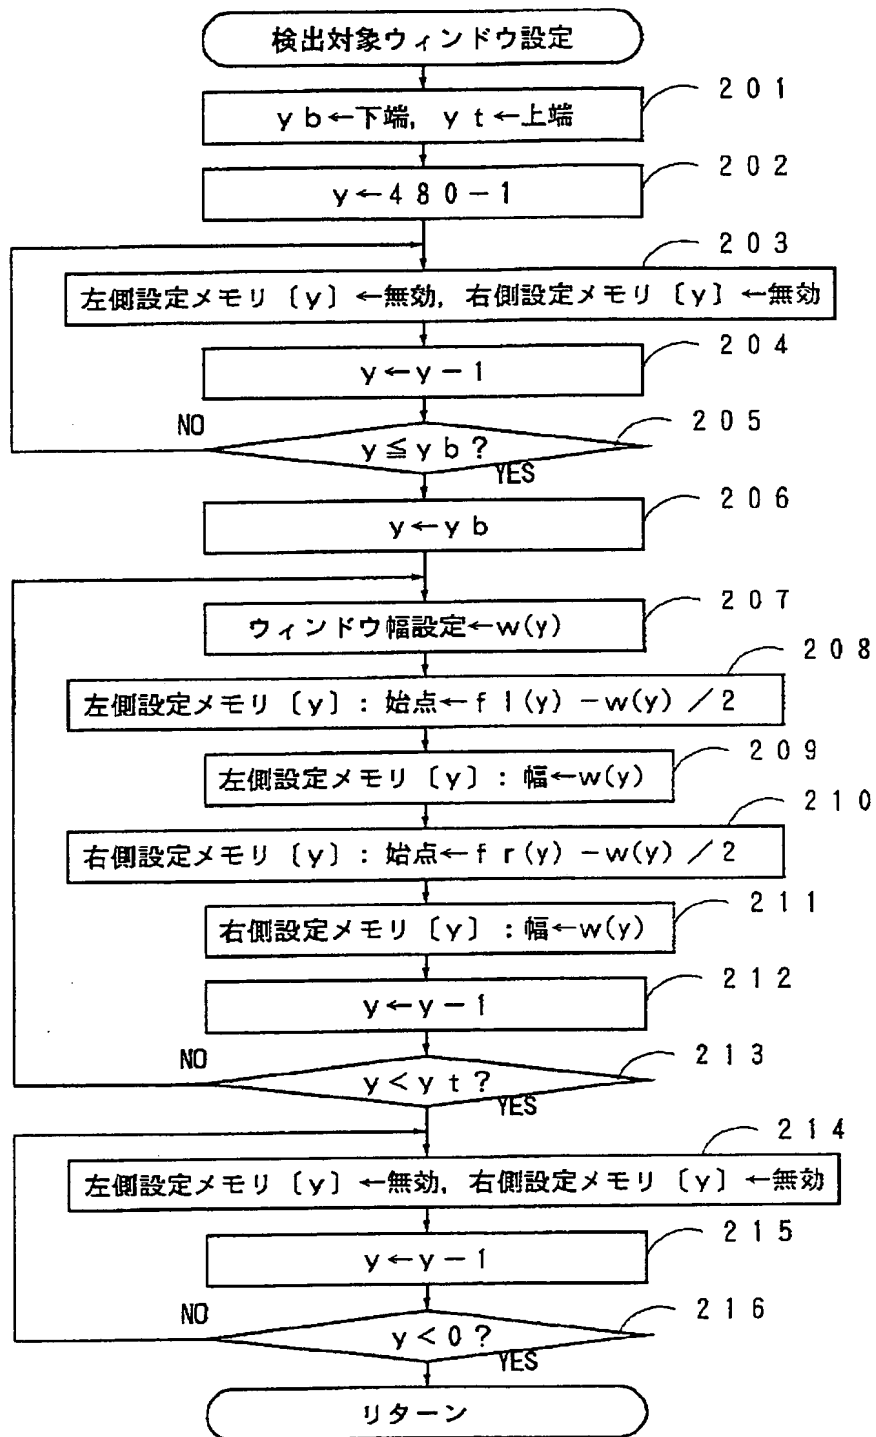 検出対象ウィンドウ設定
201
yb←下端, yt←上端
202
y←480-1
203
左側設定メモリ〔y〕←無効, 右側設定メモリ〔y〕←無効
204
y←y-1
205
NO
y≦yb?
YES
206
y←yb
207
ウィンドウ幅設定←w(y)
208
左側設定メモリ〔y〕:始点←fl(y)-w(y)/2
209
左側設定メモリ〔y〕:幅←w(y)
210
右側設定メモリ〔y〕:始点←fr(y)-w(y)/2
211
右側設定メモリ〔y〕:幅←w(y)
212
y←y-1
213
NO
y<yt?
YES
214
左側設定メモリ〔y〕←無効, 右側設定メモリ〔y〕←無効
215
y←y-1
216
NO
y<0?
YES
リターン